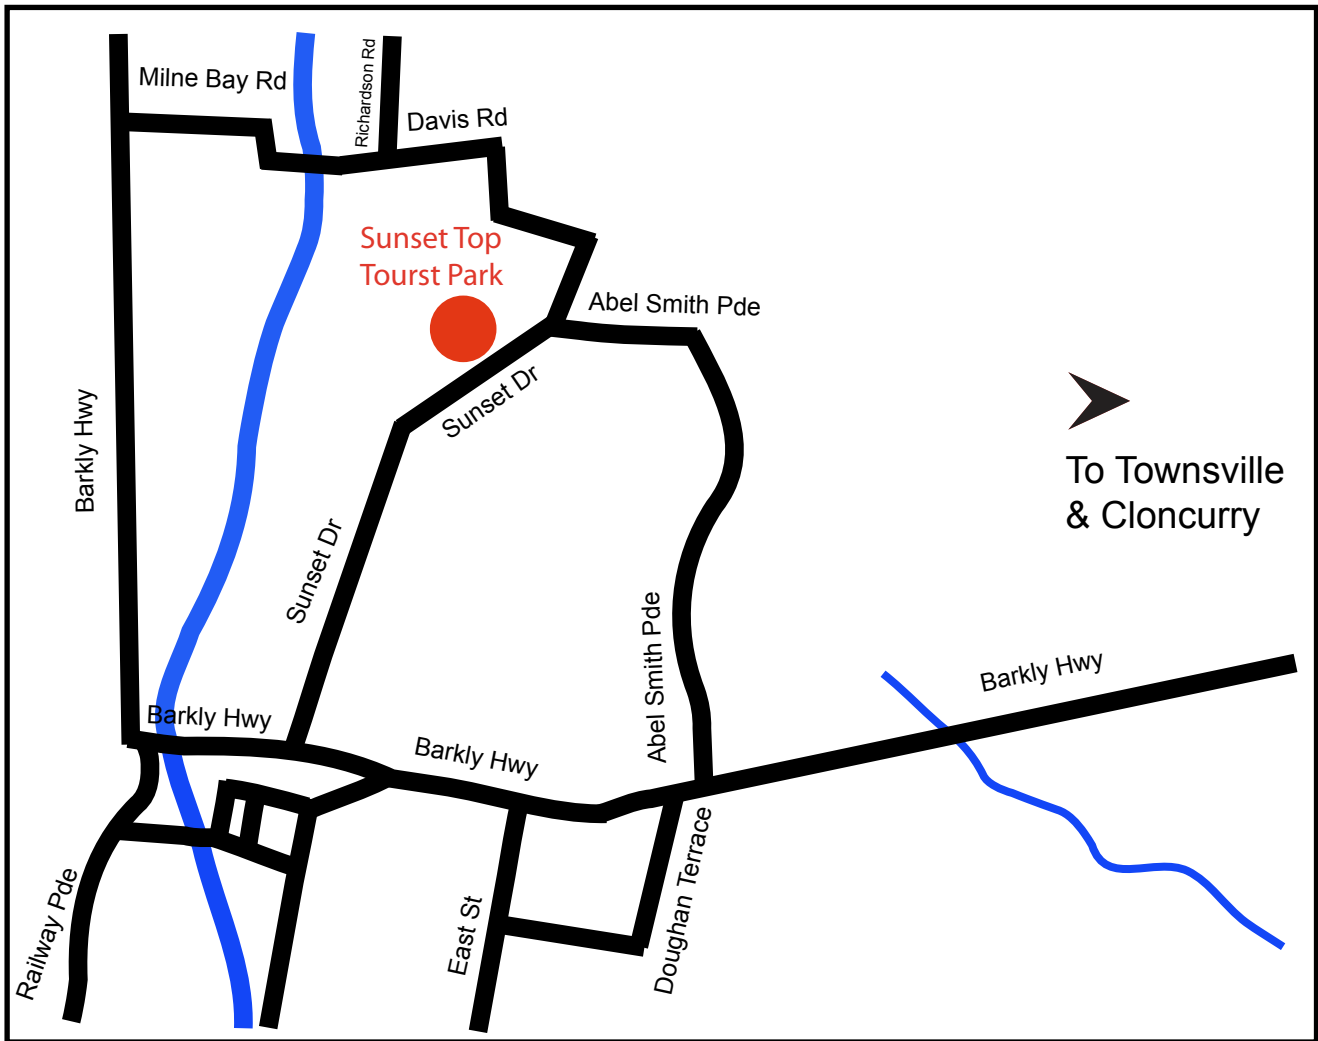 Milne Bay Rd
Richardson Rd
Davis Rd
Sunset Top
Tourst Park
Abel Smith Pde
Sunset Dr
Barkly Hwy
To Townsville
& Cloncurry
Sunset Dr
Abel Smith Pde
Barkly Hwy
Barkly Hwy
Barkly Hwy
Railway Pde
East St
Doughan Terrace